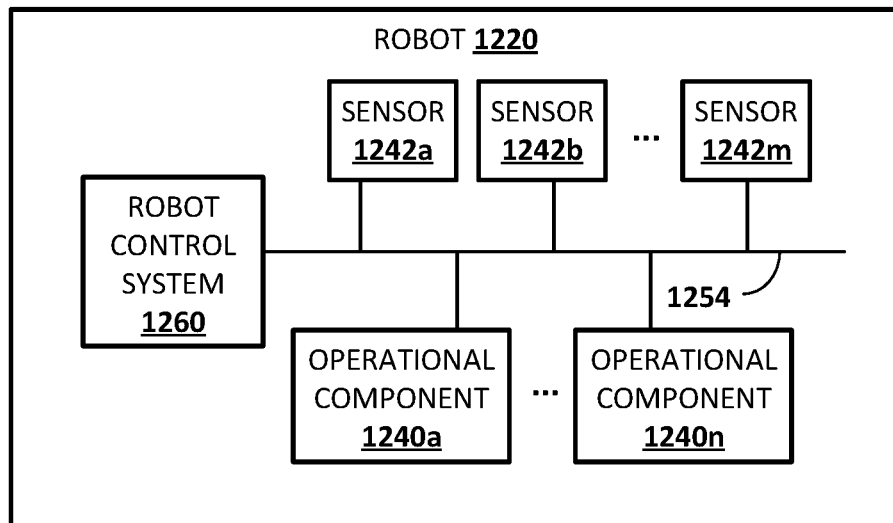 ROBOT 1220
SENSOR
1242a
SENSOR
1242b
...
SENSOR
1242m
ROBOT
CONTROL
SYSTEM
1260
1254
OPERATIONAL
COMPONENT
1240a
...
OPERATIONAL
COMPONENT
1240n